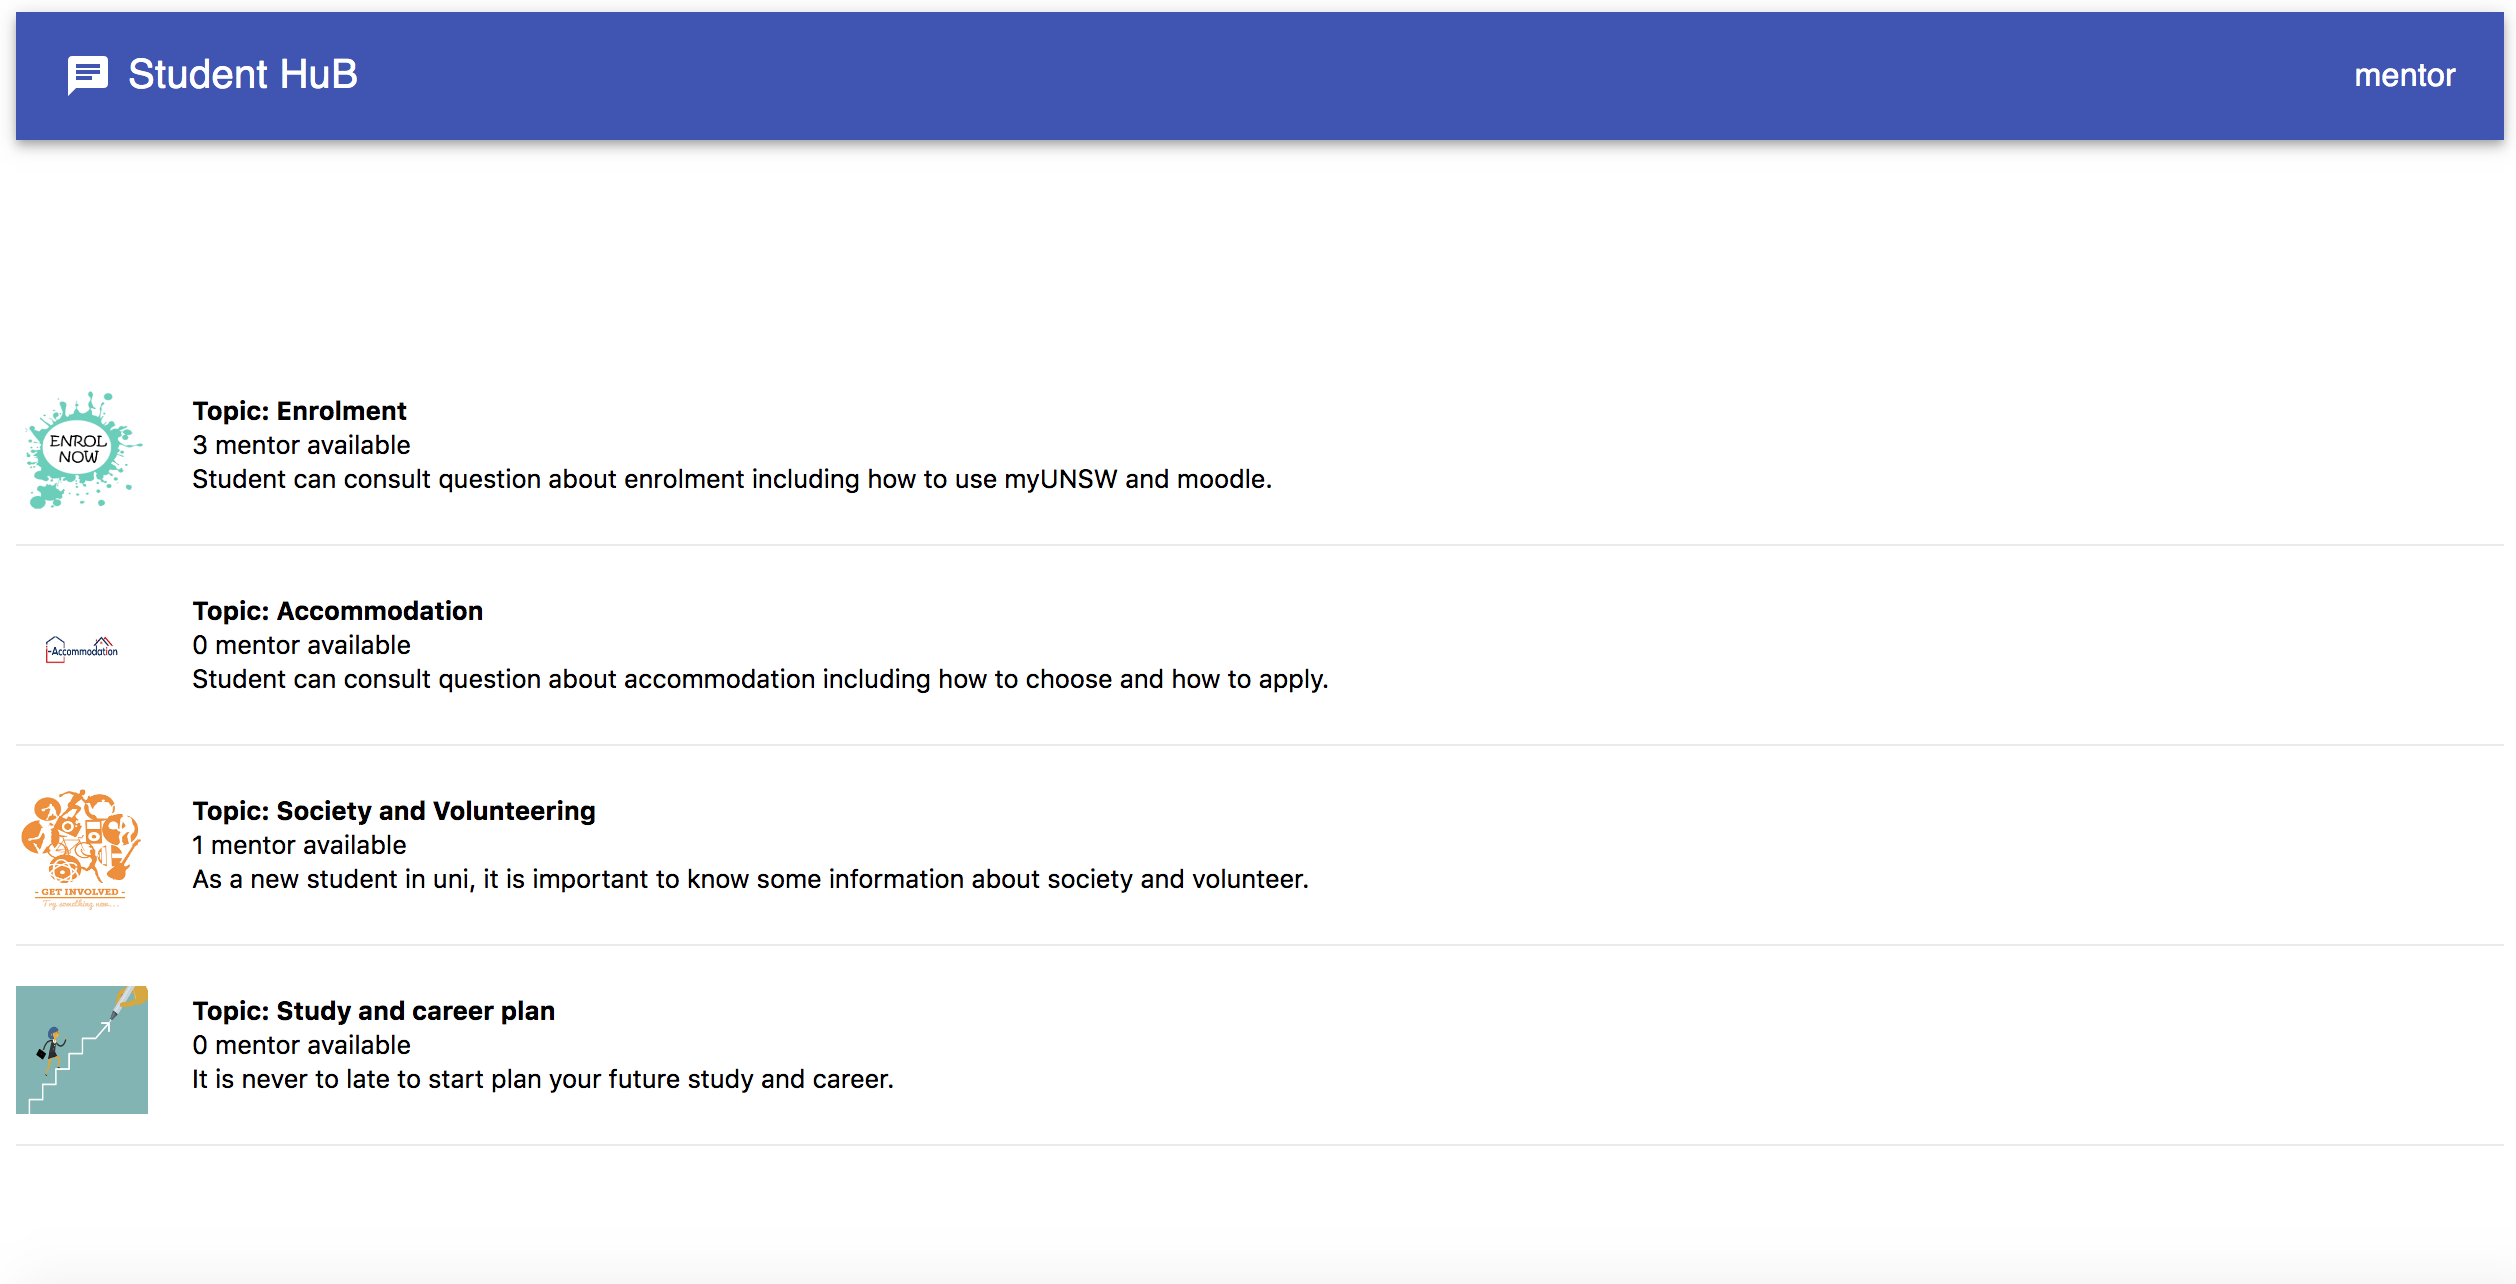 Student HuB
mentor
ENROL
NOW
Topic: Enrolment
3 mentor available
Student can consult question about enrolment including how to use myUNSW and moodle.
i-Accommodation
Topic: Accommodation
0 mentor available
Student can consult question about accommodation including how to choose and how to apply.
- GET INVOLVED -
Try something new...
Topic: Society and Volunteering
1 mentor available
As a new student in uni, it is important to know some information about society and volunteer.
Topic: Study and career plan
0 mentor available
It is never to late to start plan your future study and career.